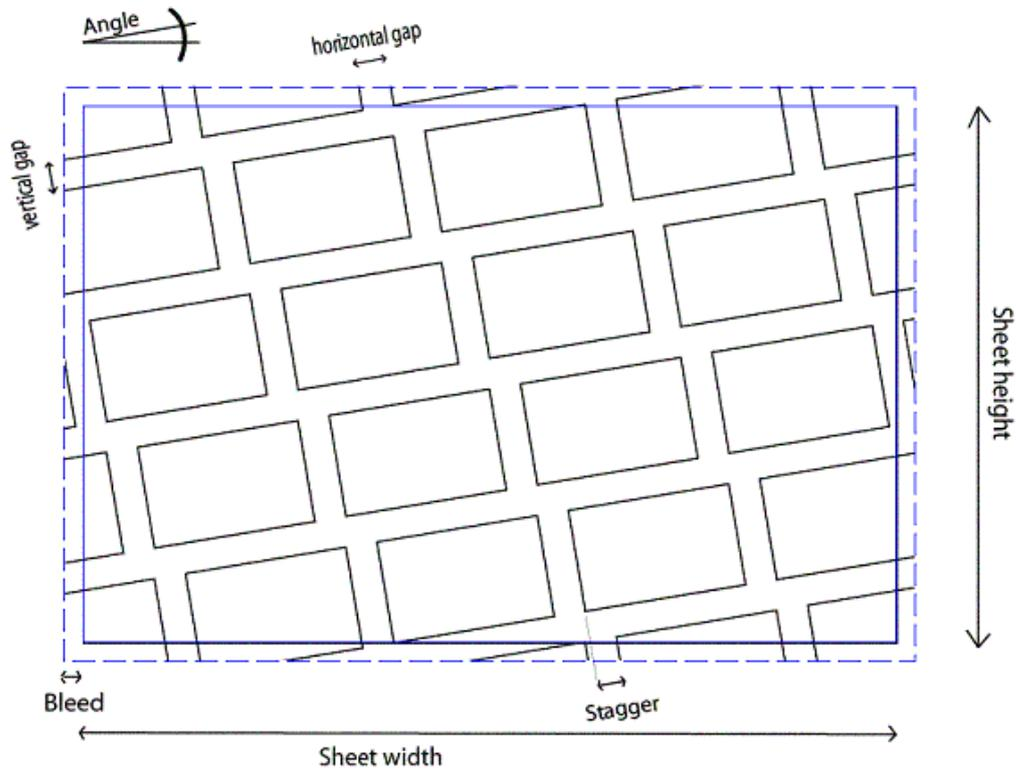 Angle
horizontal gap
vertical gap
Sheet height
Bleed
Stagger
Sheet width